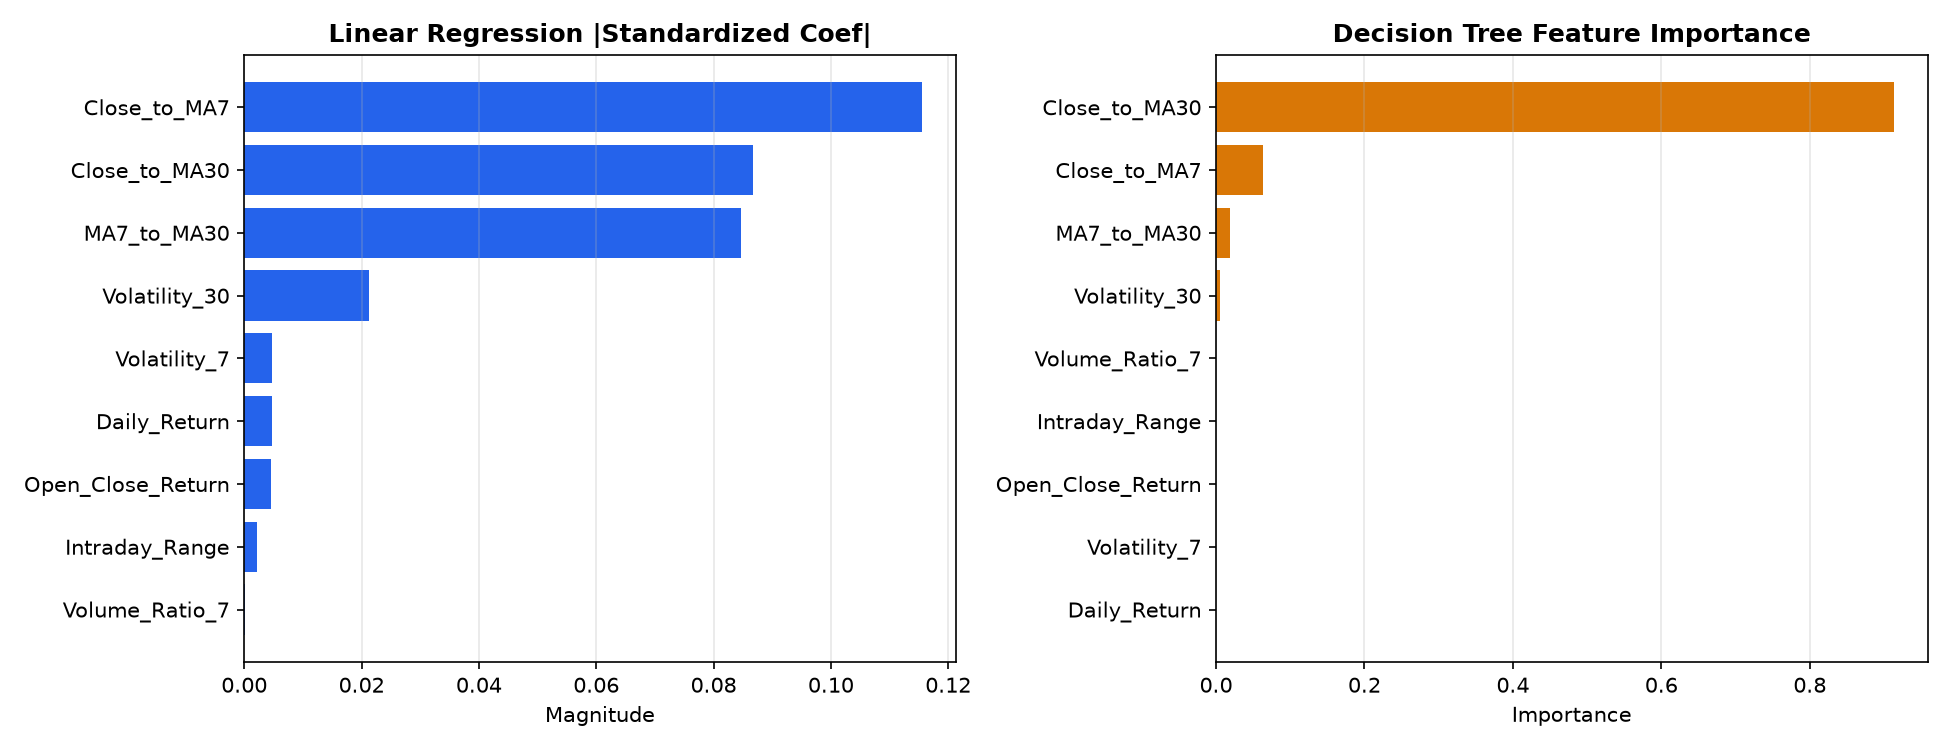 Linear Regression |Standardized Coef|
Close_to_MA7
Close_to_MA30
MA7_to_MA30
Volatility_30
Volatility_7
Daily_Return
Open_Close_Return
Intraday_Range
Volume_Ratio_7
0.00 0.02 0.04 0.06 0.08 0.10 0.12
Magnitude
Decision Tree Feature Importance
Close_to_MA30
Close_to_MA7
MA7_to_MA30
Volatility_30
Volume_Ratio_7
Intraday_Range
Open_Close_Return
Volatility_7
Daily_Return
0.0 0.2 0.4 0.6 0.8
Importance